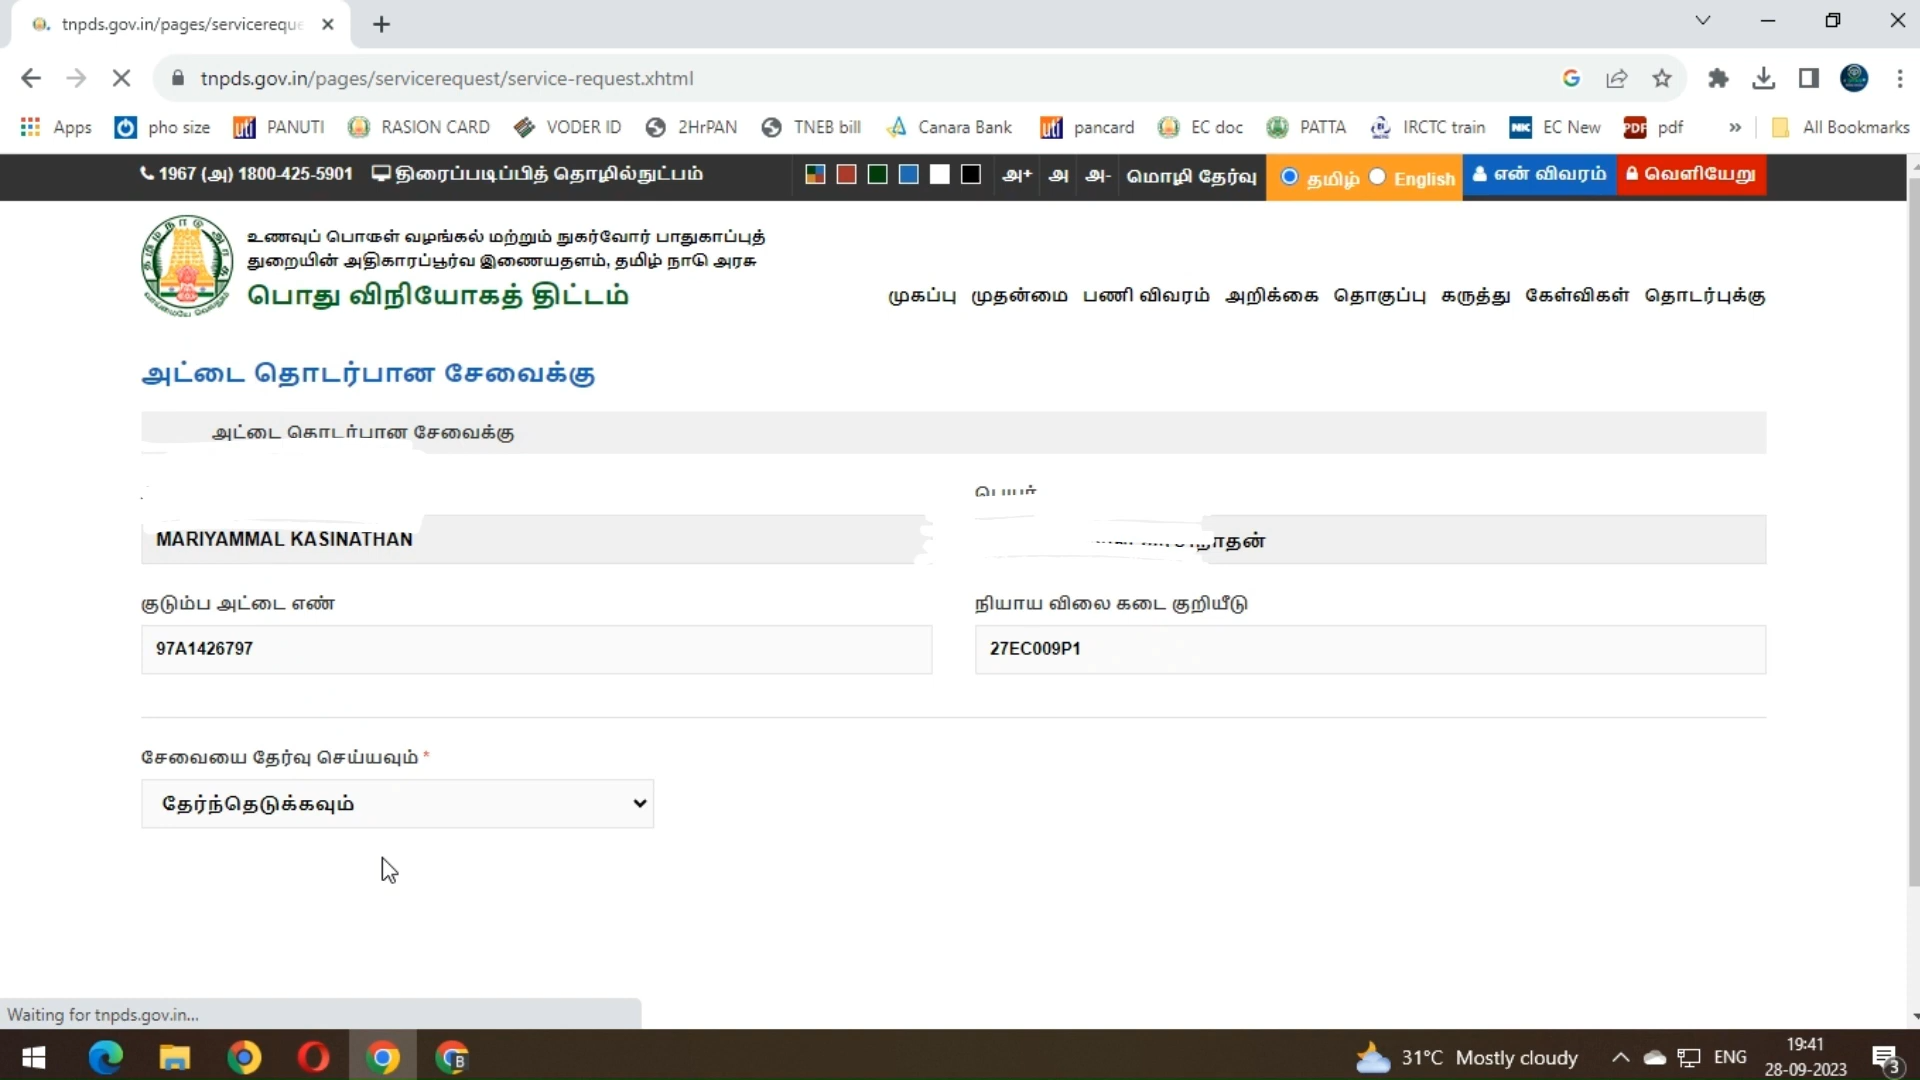 tnpds.gov.in/pages/servicereque
tnpds.gov.in/pages/servicerequest/service-request.xhtml
Apps pho size PANUTI RASION CARD VODER ID 2HrPAN TNEB bill Canara Bank pancard EC doc PATTA IRCTC train EC New pdf » All Bookmarks
1967 (அ) 1800-425-5901 திரைப்படிப்பித் தொழில்நுட்பம் அ+ அ அ- மொழி தேர்வு தமிழ் English என் விவரம் வெளியேறு
உணவுப் பொருள் வழங்கல் மற்றும் நுகர்வோர் பாதுகாப்புத்
துறையின் அதிகாரப்பூர்வ இணையதளம், தமிழ் நாடு அரசு
பொது விநியோகத் திட்டம்
முகப்பு முதன்மை பணி விவரம் அறிக்கை தொகுப்பு கருத்து கேள்விகள் தொடர்புக்கு
அட்டை தொடர்பான சேவைக்கு
அட்டை தொடர்பான சேவைக்கு
பெயர்
MARIYAMMAL KASINATHAN
குடும்ப அட்டை எண் நியாய விலை கடை குறியீடு
97A1426797 27EC009P1
சேவையை தேர்வு செய்யவும் *
தேர்ந்தெடுக்கவும்
Waiting for tnpds.gov.in...
31°C Mostly cloudy ENG 19:41
28-09-2023 3